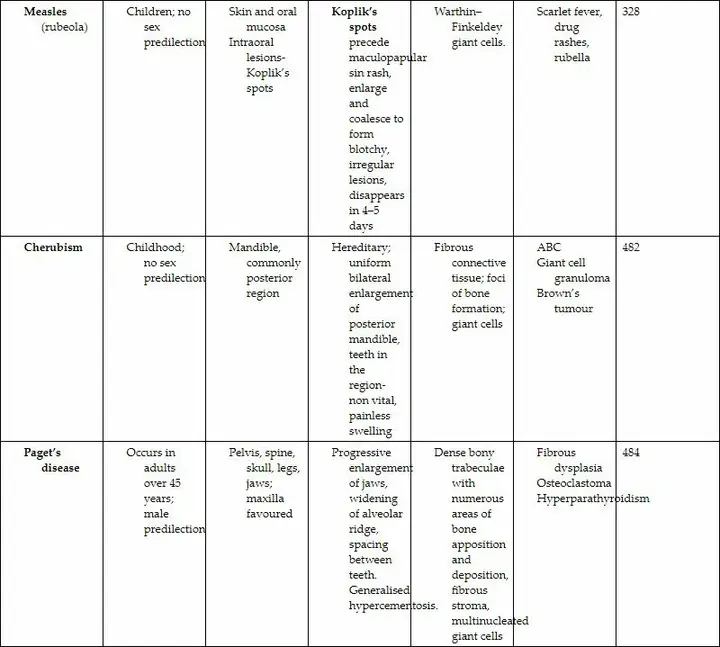 Measles
(rubeola)
Children; no
sex
predilection
Skin and oral
mucosa
Intraoral
lesions-
Koplik's
spots
Koplik's
spots
precede
maculopapular
sin rash,
enlarge
and
coalesce to
form
blotchy,
irregular
lesions,
disappears
in 4–5
days
Warthin–
Finkeldey
giant cells.
Scarlet fever,
drug
rashes,
rubella
328
Cherubism
Childhood;
no sex
predilection
Mandible,
commonly
posterior
region
Hereditary;
uniform
bilateral
enlargement
of
posterior
mandible,
teeth in
the
region-
non vital,
painless
swelling
Fibrous
connective
tissue; foci
of bone
formation;
giant cells
ABC
Giant cell
granuloma
Brown's
tumour
482
Paget's
disease
Occurs in
adults
over 45
years;
male
predilection
Pelvis, spine,
skull, legs,
jaws;
maxilla
favoured
Progressive
enlargement
of jaws,
widening
of alveolar
ridge,
spacing
between
teeth.
Generalised
hypercementosis.
Dense bony
trabeculae
with
numerous
areas of
bone
apposition
and
deposition,
fibrous
stroma,
multinucleated
giant cells
Fibrous
dysplasia
Osteoclastoma
Hyperparathyroidism
484